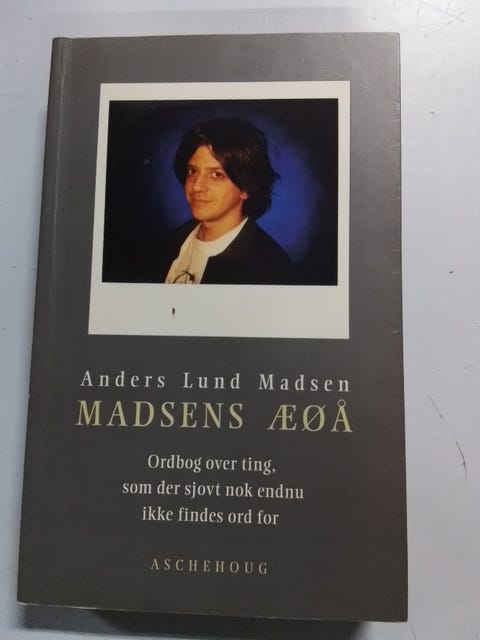 Anders Lund Madsen
MADSENS ÆØÅ
Ordbog over ting,
som der sjovt nok endnu
ikke findes ord for
ASCHEHOUG